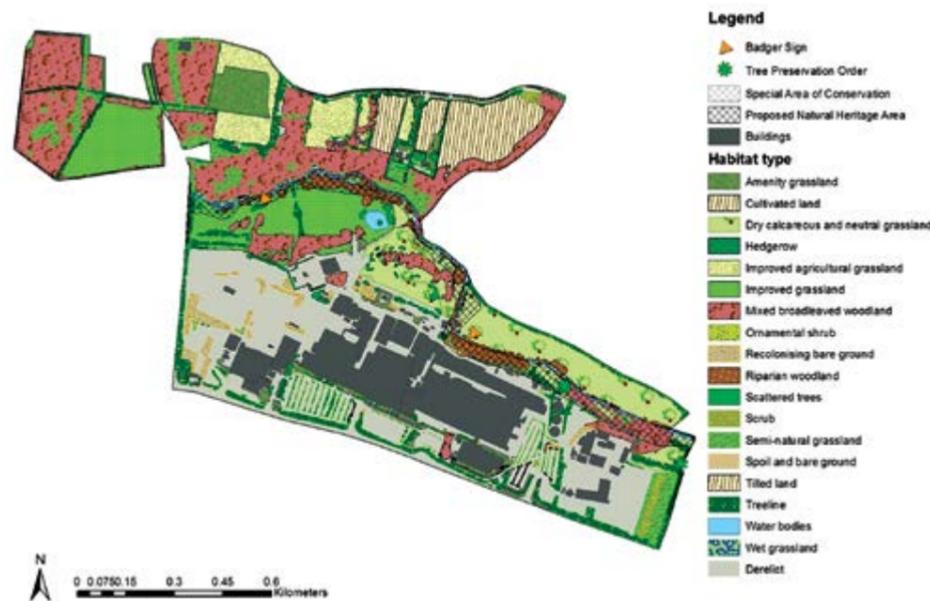 Legend
Badger Sign
Tree Preservation Order
Special Area of Conservation
Proposed Natural Heritage Area
Buildings
Habitat type
Amenity grassland
Cultivated land
Dry calcareous and neutral grassland
Hedgerow
Improved agricultural grassland
Improved grassland
Mixed broadleaved woodland
Ornamental shrub
Recolonising bare ground
Riparian woodland
Scattered trees
Scrub
Semi-natural grassland
Spoil and bare ground
Tilled land
Treeline
Water bodies
Wet grassland
Derelict
N
0 0.0750.15 0.3 0.45 0.6
Kilometers